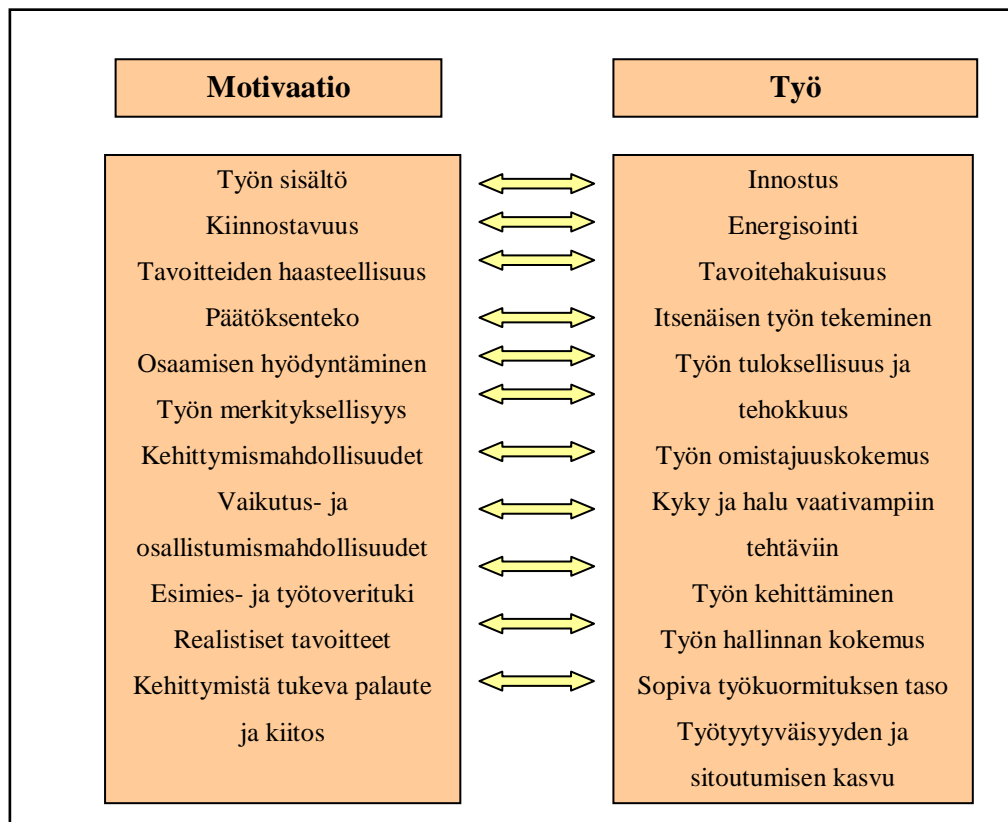 Motivaatio
Työn sisältö
Kiinnostavuus
Tavoitteiden haasteellisuus
Päätöksenteko
Osaamisen hyödyntäminen
Työn merkityksellisyys
Kehittymismahdollisuudet
Vaikutus- ja
osallistumismahdollisuudet
Esimies- ja työtoverituki
Realistiset tavoitteet
Kehittymistä tukeva palaute
ja kiitos
Työ
Innostus
Energisointi
Tavoitehakuisuus
Itsenäisen työn tekeminen
Työn tuloksellisuus ja
tehokkuus
Työn omistajuuskokemus
Kyky ja halu vaativampiin
tehtäviin
Työn kehittäminen
Työn hallinnan kokemus
Sopiva työkuormituksen taso
Työtyytyväisyyden ja
sitoutumisen kasvu